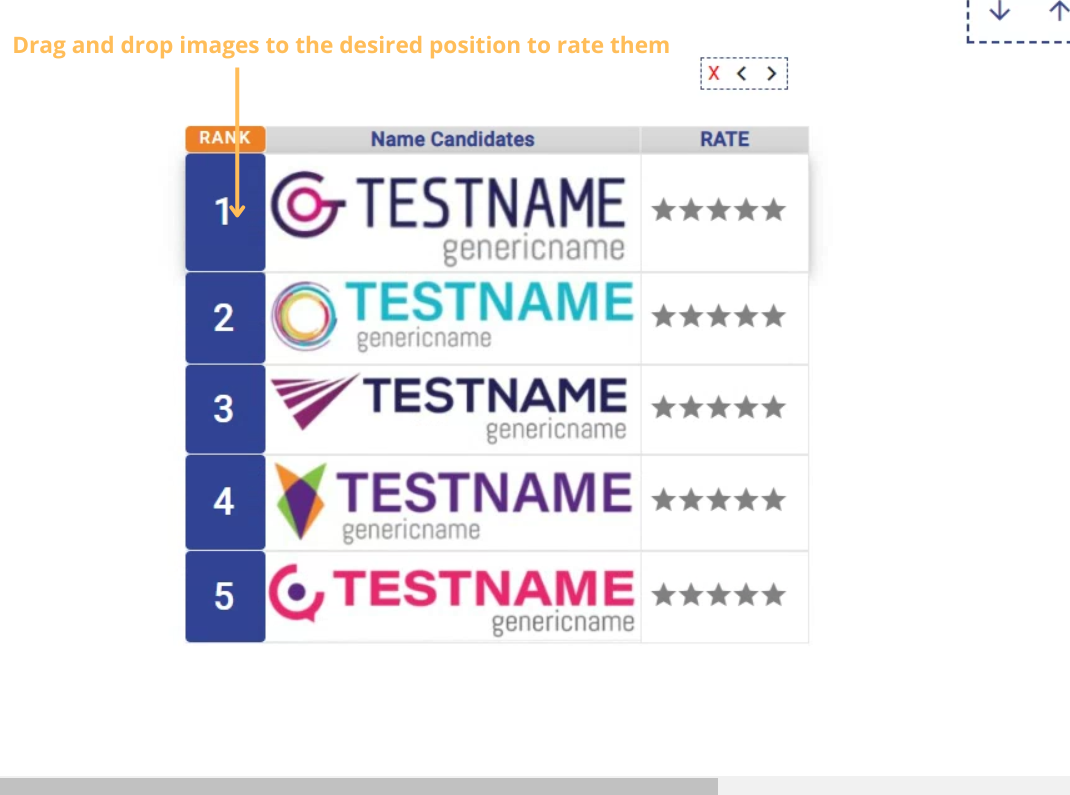 Drag and drop images to the desired position to rate them
X < >
RANK Name Candidates RATE
1 TESTNAME
genericname
2 TESTNAME
genericname
3 TESTNAME
genericname
4 TESTNAME
genericname
5 TESTNAME
genericname